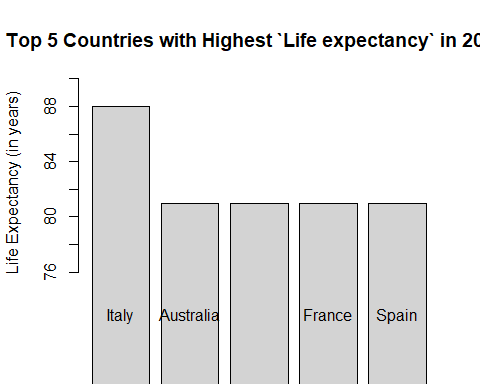 Top 5 Countries with Highest `Life expectancy` in 20
Life Expectancy (in years)
88
84
80
76
Italy Australia France Spain